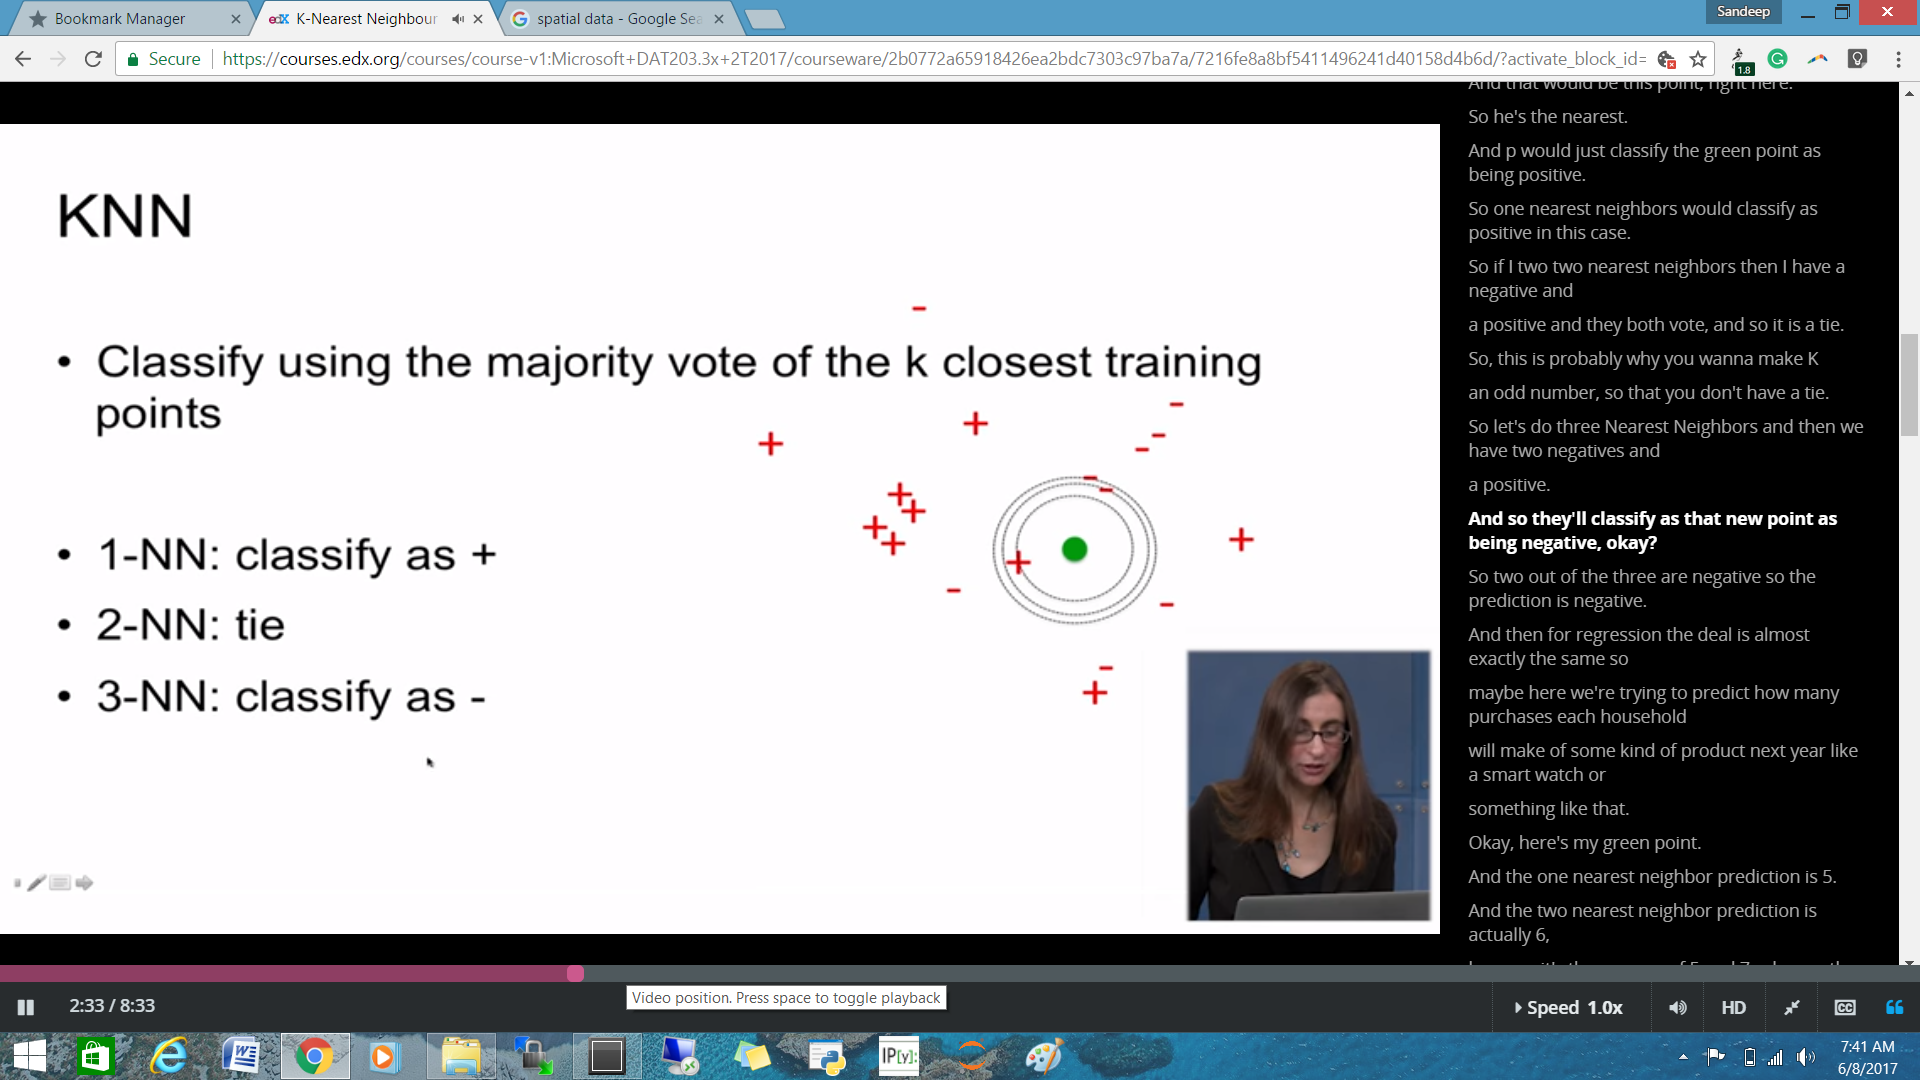 Bookmark Manager
K-Nearest Neighbour
spatial data - Google Sea
Sandeep
Secure
https://courses.edx.org/courses/course-v1:Microsoft+DAT203.3x+2T2017/courseware/2b0772a65918426ea2bdc7303c97ba7a/7216fe8a8bf5411496241d40158d4b6d/?activate_block_id=
1.8
KNN
• Classify using the majority vote of the k closest training
points
• 1-NN: classify as +
• 2-NN: tie
• 3-NN: classify as -
And that would be this point, right here.
So he's the nearest.
And p would just classify the green point as
being positive.
So one nearest neighbors would classify as
positive in this case.
So if I two two nearest neighbors then I have a
negative and
a positive and they both vote, and so it is a tie.
So, this is probably why you wanna make K
an odd number, so that you don't have a tie.
So let's do three Nearest Neighbors and then we
have two negatives and
a positive.
And so they'll classify as that new point as
being negative, okay?
So two out of the three are negative so the
prediction is negative.
And then for regression the deal is almost
exactly the same so
maybe here we're trying to predict how many
purchases each household
will make of some kind of product next year like
a smart watch or
something like that.
Okay, here's my green point.
And the one nearest neighbor prediction is 5.
And the two nearest neighbor prediction is
actually 6,
2:33 / 8:33
Video position. Press space to toggle playback
Speed 1.0x
HD
CC
IP[y]:
7:41 AM
6/8/2017